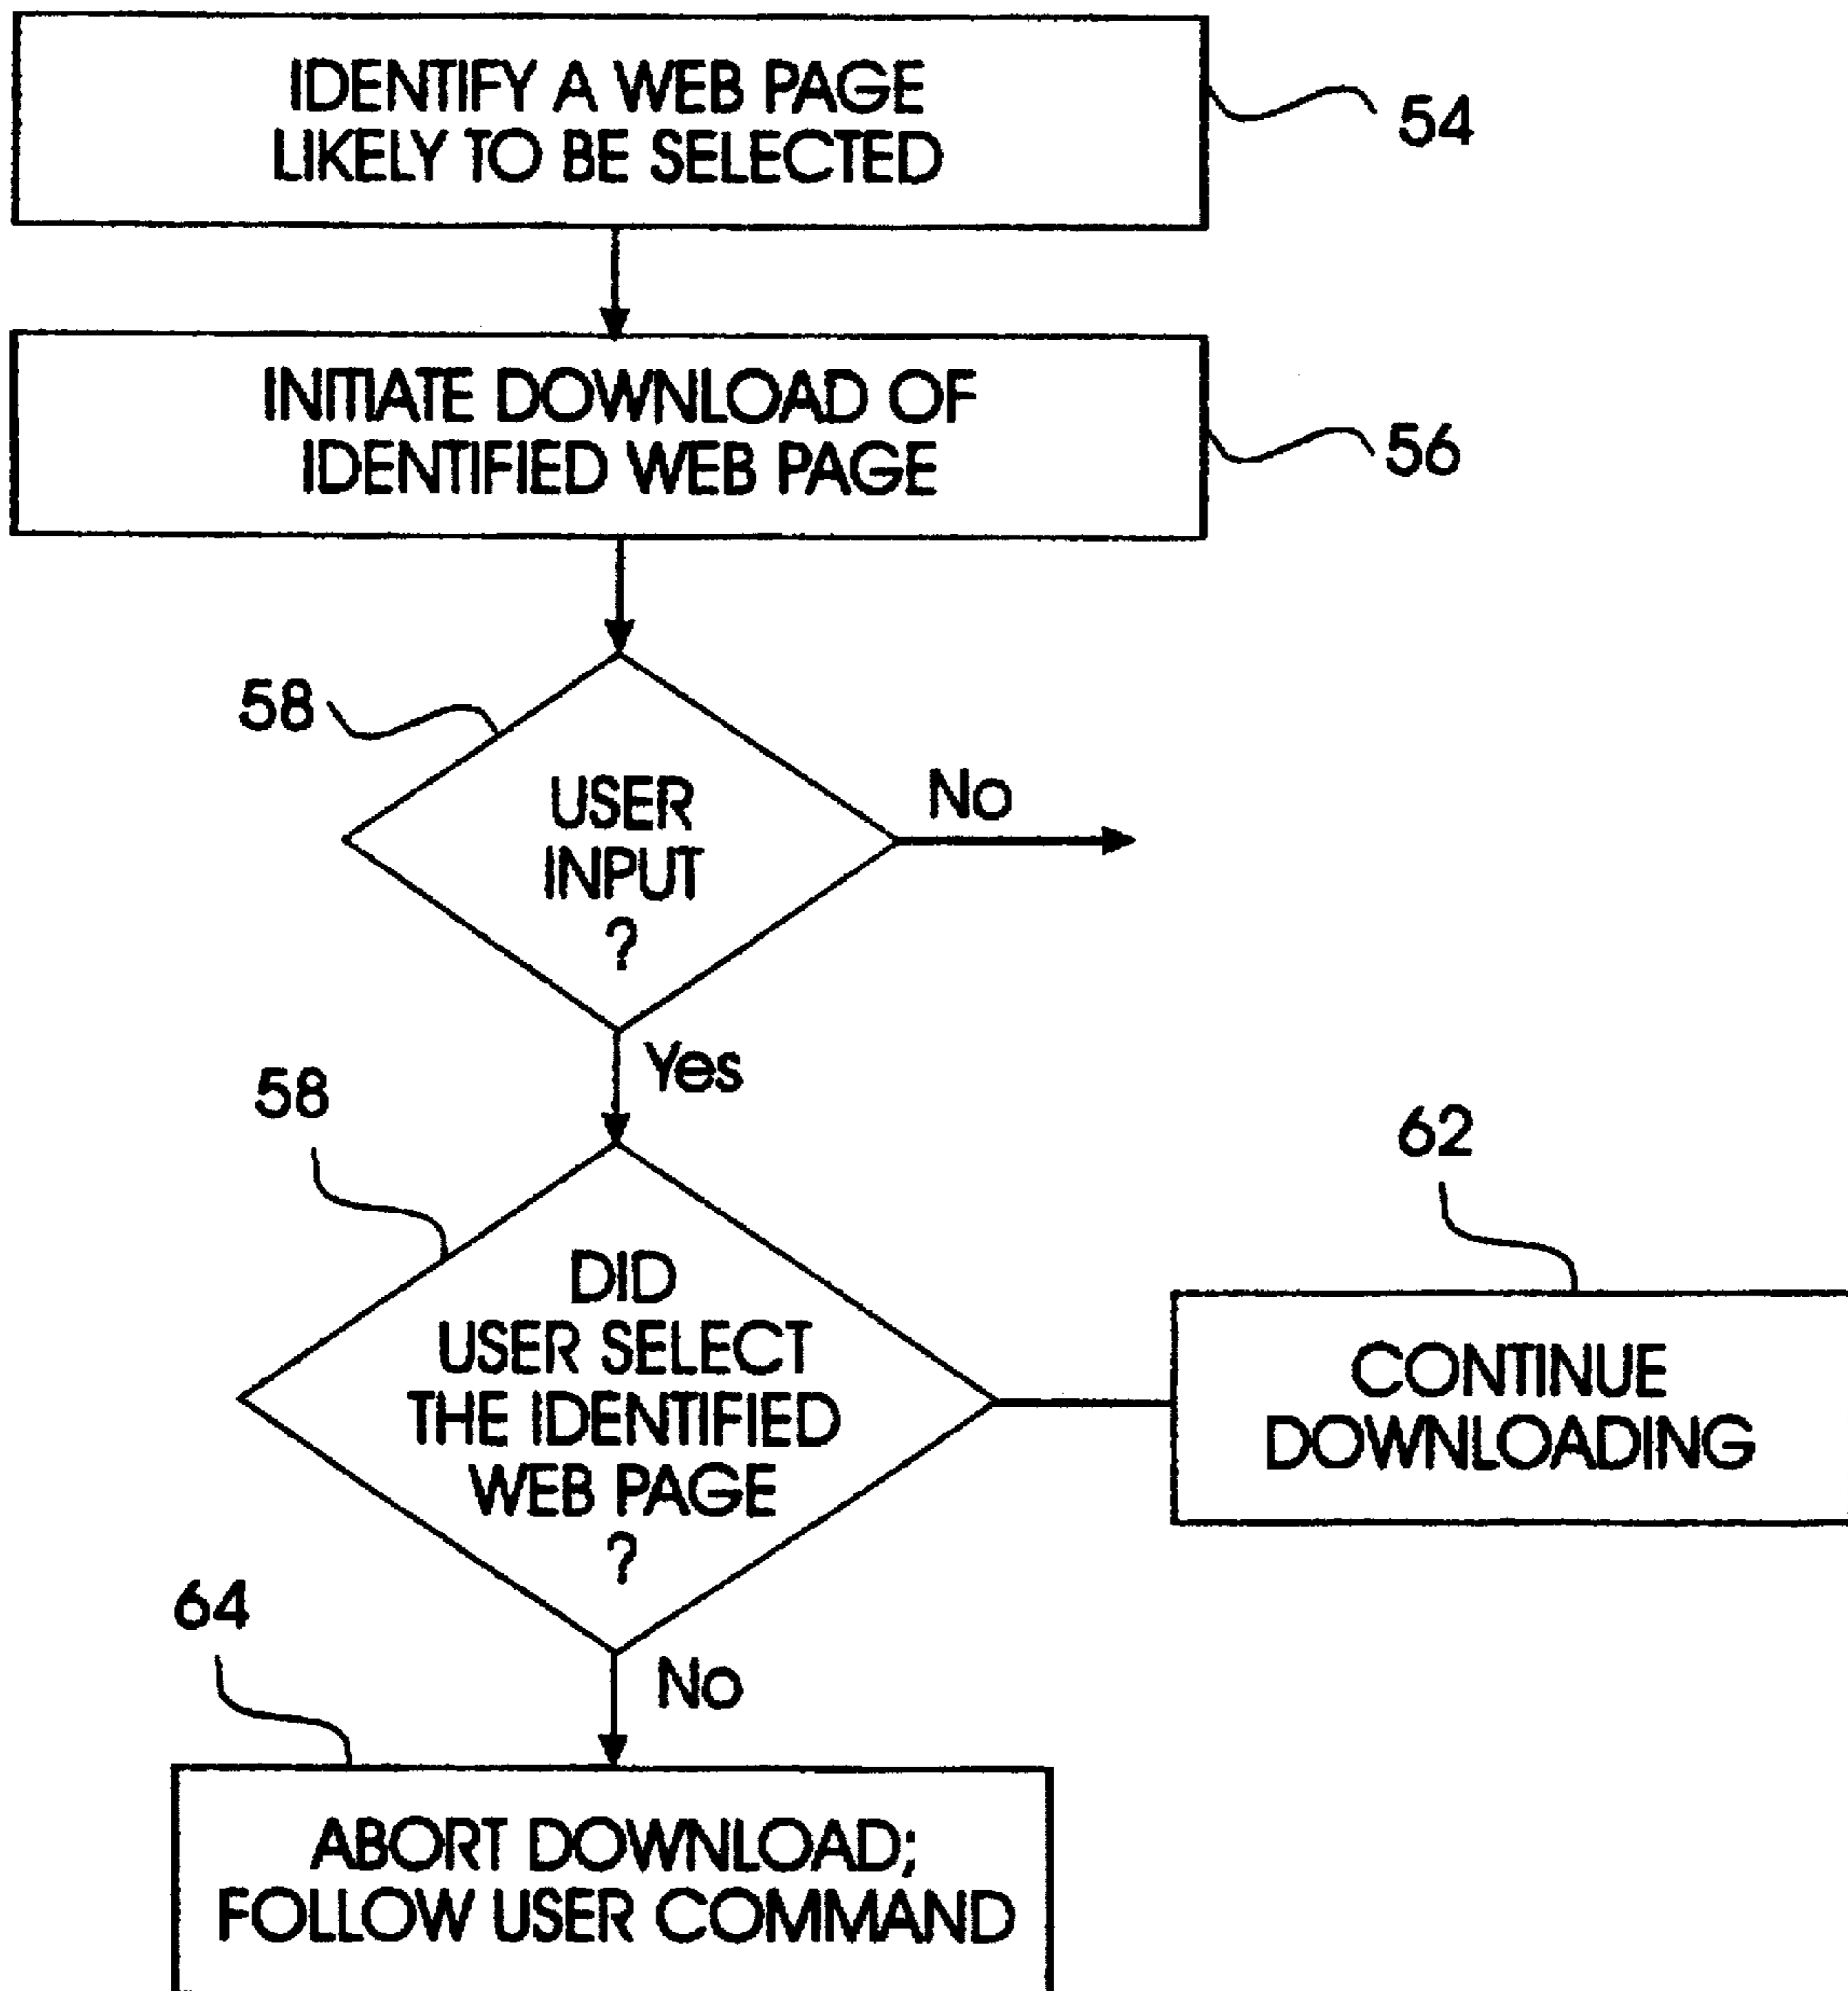 IDENTIFY A WEB PAGE
LIKELY TO BE SELECTED
54
INITIATE DOWNLOAD OF
IDENTIFIED WEB PAGE
56
58
USER
INPUT
?
No
Yes
58
DID
USER SELECT
THE IDENTIFIED
WEB PAGE
?
62
CONTINUE
DOWNLOADING
No
64
ABORT DOWNLOAD;
FOLLOW USER COMMAND